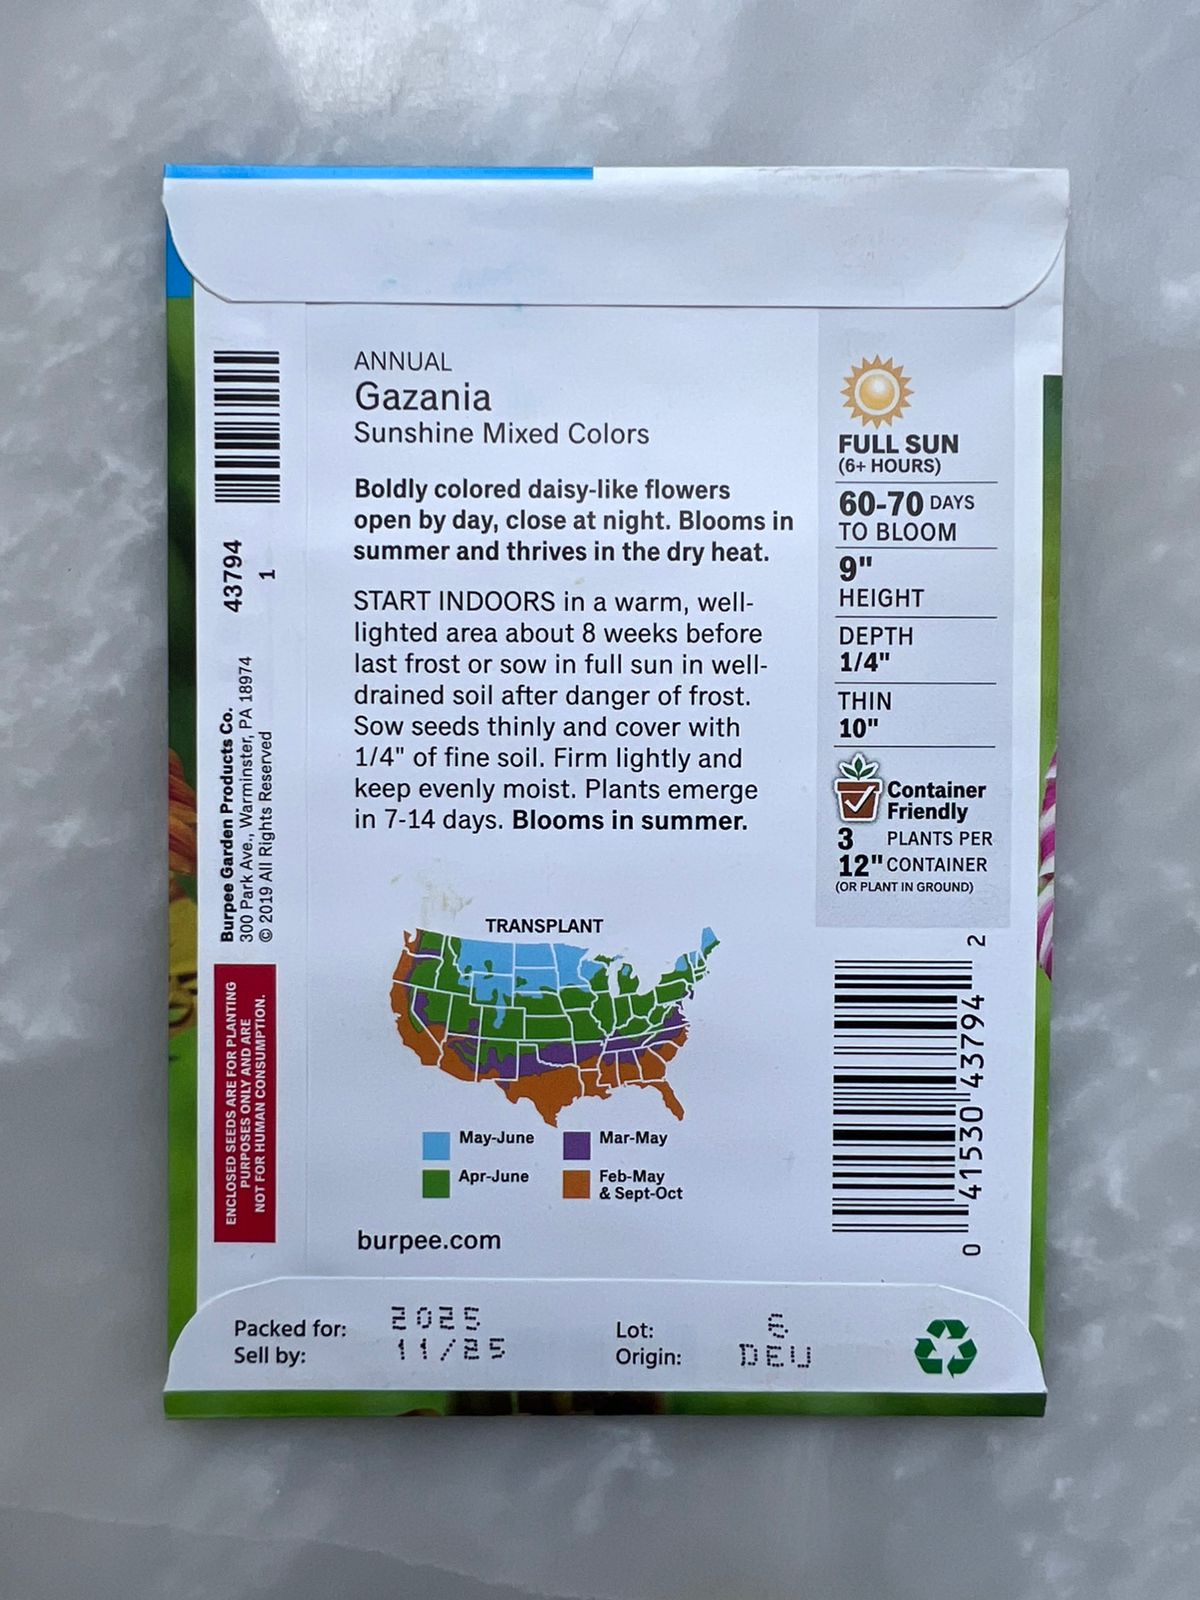 ANNUAL
Gazania
Sunshine Mixed Colors
Boldly colored daisy-like flowers
open by day, close at night. Blooms in
summer and thrives in the dry heat.
START INDOORS in a warm, well-
lighted area about 8 weeks before
last frost or sow in full sun in well-
drained soil after danger of frost.
Sow seeds thinly and cover with
1/4" of fine soil. Firm lightly and
keep evenly moist. Plants emerge
in 7-14 days. Blooms in summer.
TRANSPLANT
May-June
Mar-May
Apr-June
Feb-May
& Sept-Oct
burpee.com
FULL SUN
(6+ HOURS)
60-70 DAYS
TO BLOOM
9"
HEIGHT
DEPTH
1/4"
THIN
10"
Container
Friendly
3 PLANTS PER
12" CONTAINER
(OR PLANT IN GROUND)
0 41530 43794 2
43794
1
Burpee Garden Products Co.
300 Park Ave., Warminster, PA 18974
© 2019 All Rights Reserved
ENCLOSED SEEDS ARE FOR PLANTING
PURPOSES ONLY AND ARE
NOT FOR HUMAN CONSUMPTION.
Packed for: 2025
Sell by: 11/25
Lot: 6
Origin: DEU